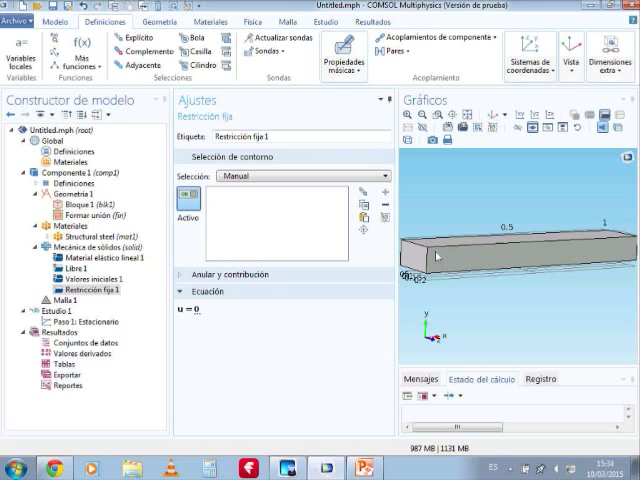 Untitled.mph - COMSOL Multiphysics (Versión de prueba)
Archivo Modelo Definiciones Geometría Materiales Física Malla Estudio Resultados
a= Variables locales
f(x) Más funciones
Explícito
Complemento
Adyacente
Bola
Casilla
Cilindro
Actualizar sondas
Sondas
Propiedades másicas
Acoplamientos de componente
Pares
Sistemas de coordenadas
Vista
Dimensiones extra
Variables Funciones Selecciones Sondas Acoplamiento
Constructor de modelo
Untitled.mph (root)
Global
Definiciones
Materiales
Componente 1 (comp1)
Definiciones
Geometría 1
Bloque 1 (blk1)
Formar unión (fin)
Materiales
Structural steel (mat1)
Mecánica de sólidos (solid)
Material elástico lineal 1
Libre 1
Valores iniciales 1
Restricción fija 1
Malla 1
Estudio 1
Paso 1: Estacionario
Resultados
Conjuntos de datos
Valores derivados
Tablas
Exportar
Reportes
Ajustes
Restricción fija
Etiqueta: Restricción fija 1
Selección de contorno
Selección: Manual
Activo
Anular y contribución
Ecuación
u = 0
Gráficos
0.5
1
0.2
y
x
z
Mensajes Estado del cálculo Registro
987 MB | 1131 MB
ES
15:34
10/03/2015